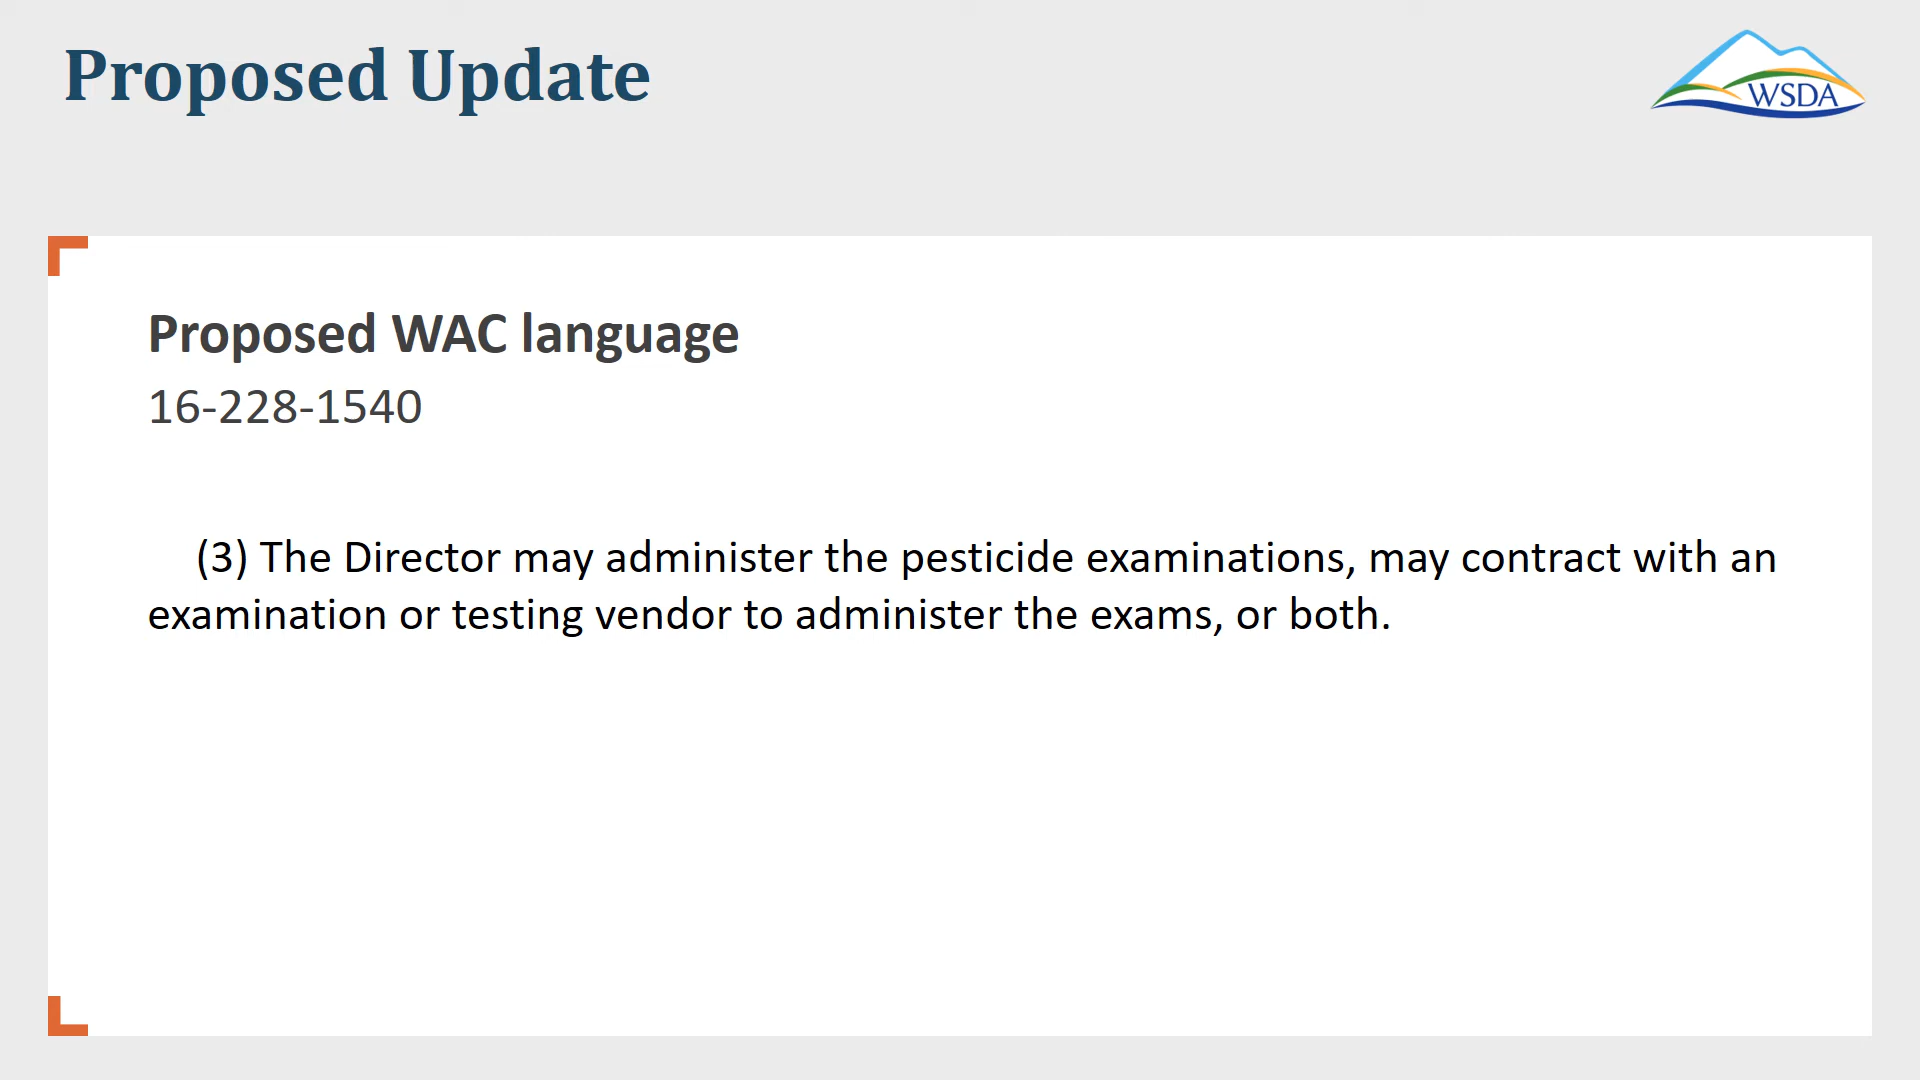 Proposed Update
WSDA
Proposed WAC language
16-228-1540
(3) The Director may administer the pesticide examinations, may contract with an
examination or testing vendor to administer the exams, or both.